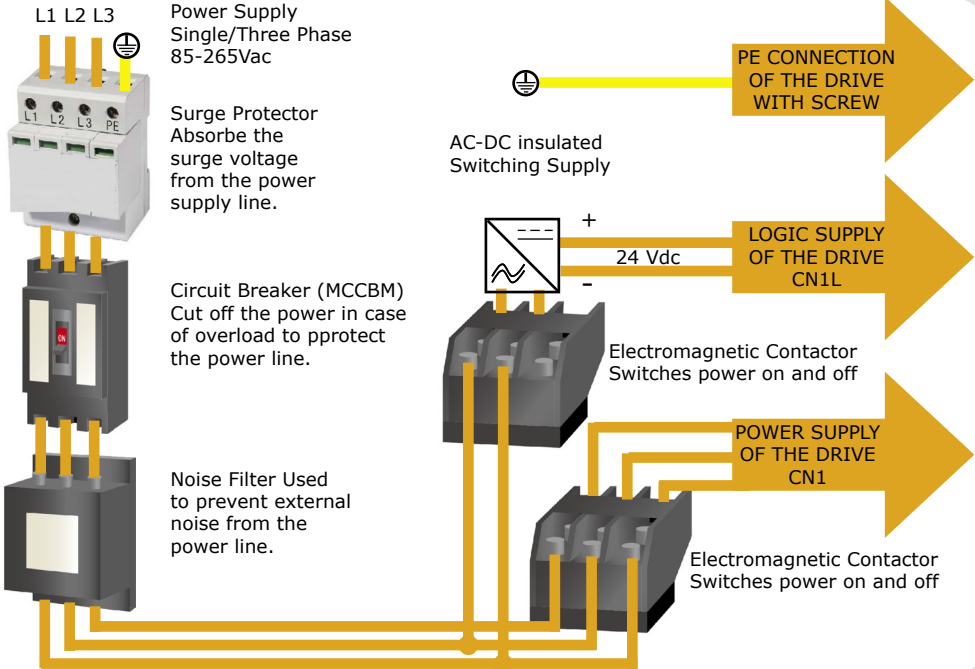 L1 L2 L3
Power Supply
Single/Three Phase
85-265Vac
L1 L2 L3 PE
Surge Protector
Absorbe the
surge voltage
from the power
supply line.
ON
Circuit Breaker (MCCBM)
Cut off the power in case
of overload to pprotect
the power line.
Noise Filter Used
to prevent external
noise from the
power line.
PE CONNECTION
OF THE DRIVE
WITH SCREW
AC-DC insulated
Switching Supply
+
24 Vdc
-
LOGIC SUPPLY
OF THE DRIVE
CN1L
Electromagnetic Contactor
Switches power on and off
POWER SUPPLY
OF THE DRIVE
CN1
Electromagnetic Contactor
Switches power on and off